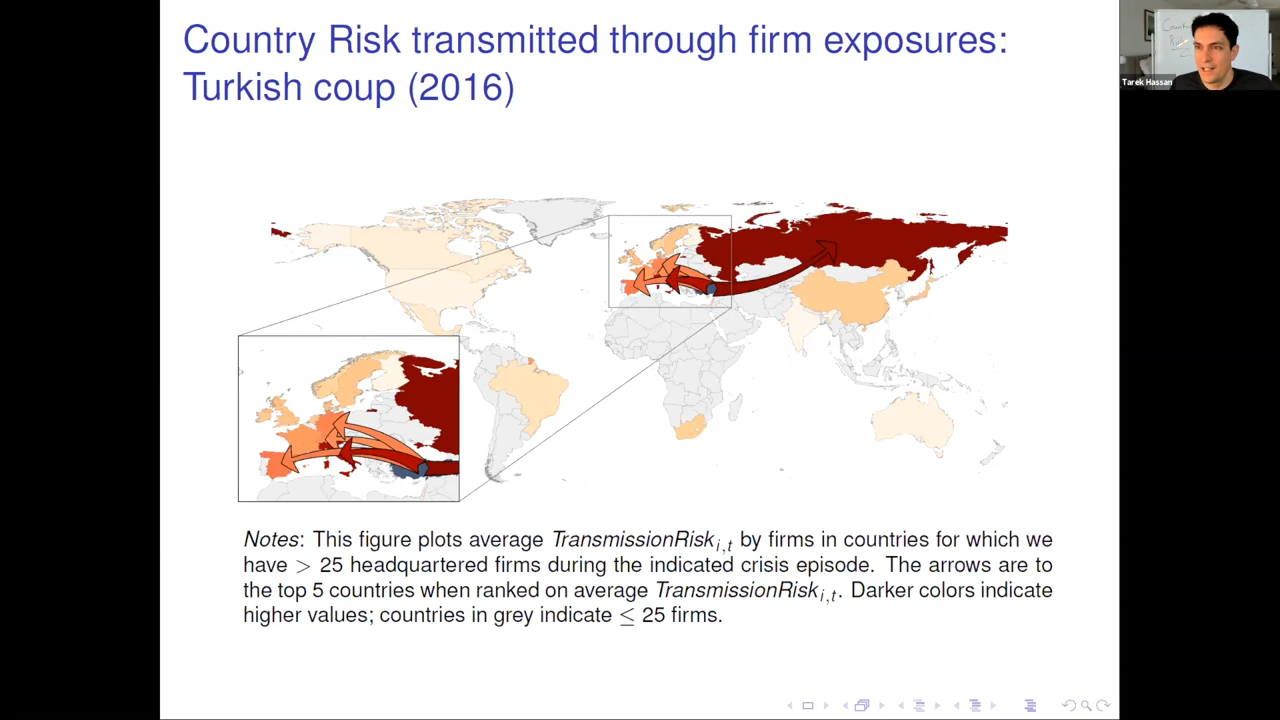 Country Risk transmitted through firm exposures:
Turkish coup (2016)
Tarek Hassan
Notes: This figure plots average TransmissionRisk i,t by firms in countries for which we
have > 25 headquartered firms during the indicated crisis episode. The arrows are to
the top 5 countries when ranked on average TransmissionRisk i,t. Darker colors indicate
higher values; countries in grey indicate ≤ 25 firms.